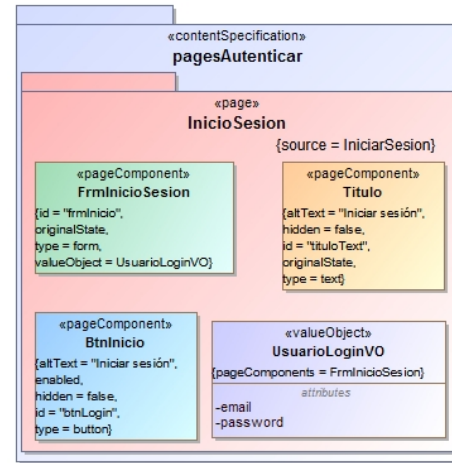 «contentSpecification»
pagesAutenticar
«page»
InicioSesion
{source = IniciarSesion}
«pageComponent»
FrmInicioSesion
{id = "frmInicio",
originalState,
type = form,
valueObject = UsuarioLoginVO}
«pageComponent»
Titulo
{altText = "Iniciar sesión",
hidden = false,
id = "tituloText",
originalState,
type = text}
«pageComponent»
BtnInicio
{altText = "Iniciar sesión",
enabled,
hidden = false,
id = "btnLogin",
type = button}
«valueObject»
UsuarioLoginVO
{pageComponents = FrmInicioSesion}
attributes
-email
-password